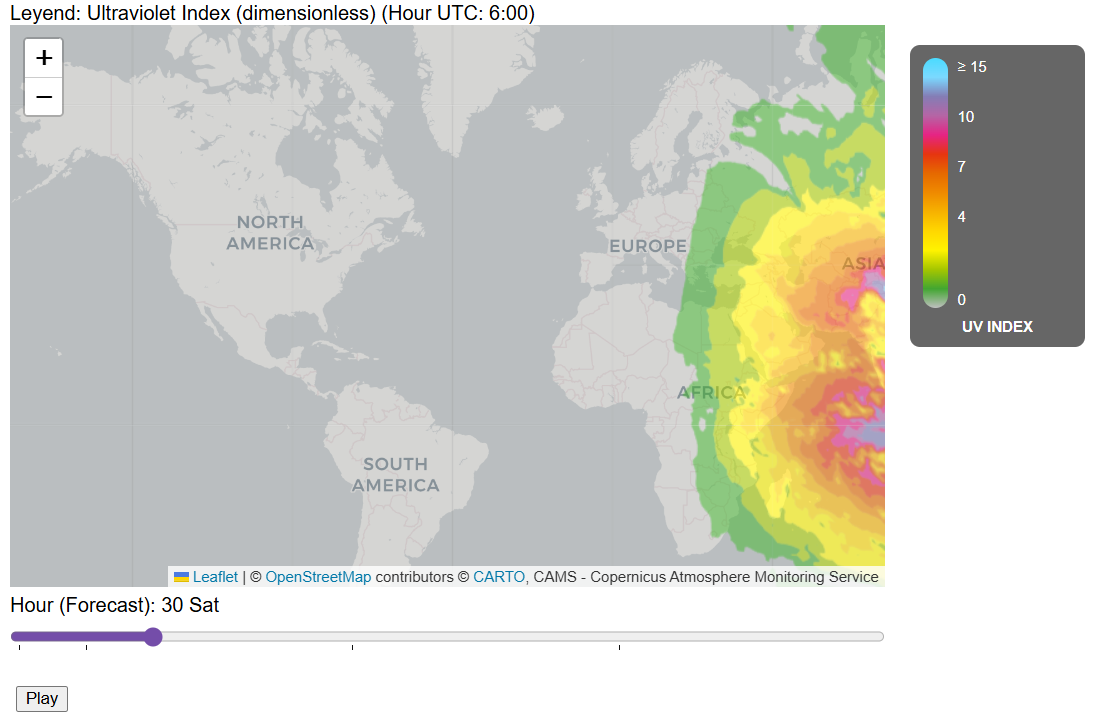 Leyend: Ultraviolet Index (dimensionless) (Hour UTC: 6:00)
+
−
NORTH
AMERICA
EUROPE
ASIA
AFRICA
SOUTH
AMERICA
≥ 15
10
7
4
0
UV INDEX
Leaflet | © OpenStreetMap contributors © CARTO, CAMS - Copernicus Atmosphere Monitoring Service
Hour (Forecast): 30 Sat
Play